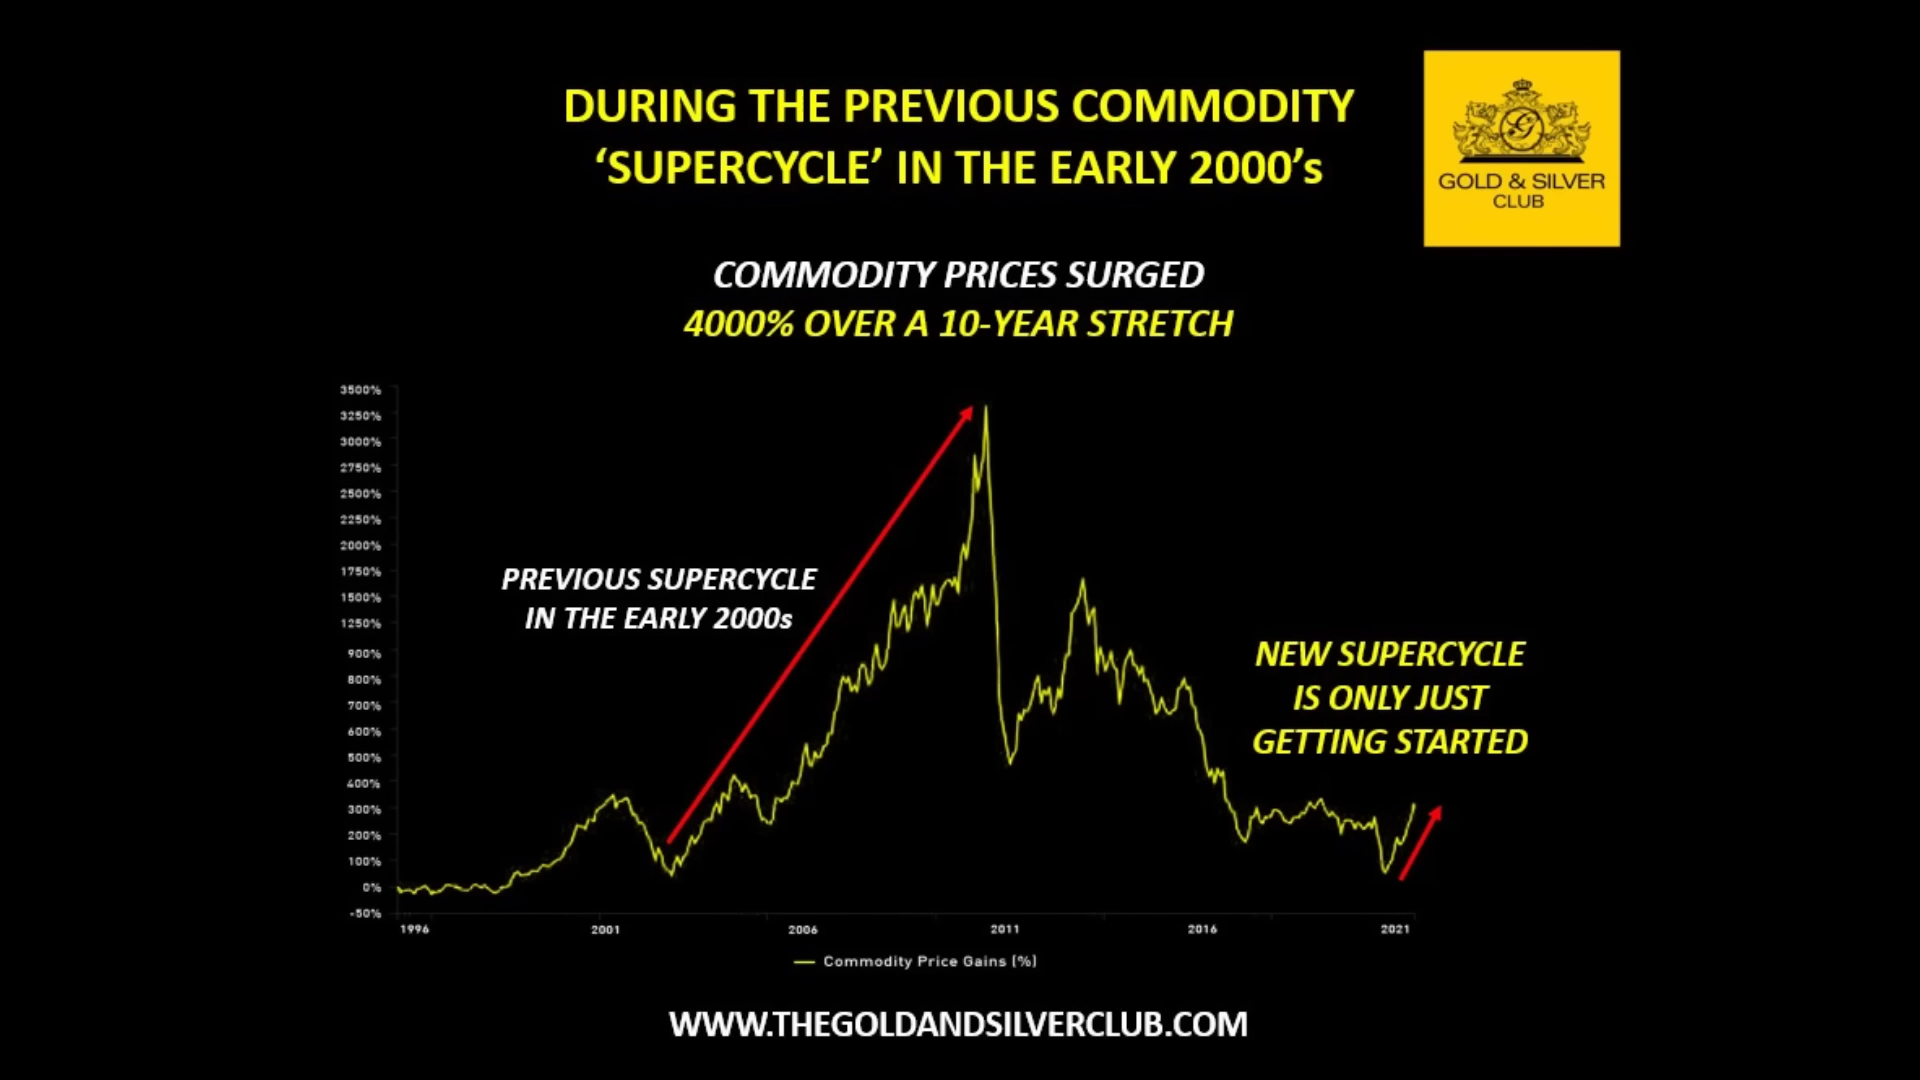 DURING THE PREVIOUS COMMODITY
‘SUPERCYCLE’ IN THE EARLY 2000’s
G
GOLD & SILVER
CLUB
COMMODITY PRICES SURGED
4000% OVER A 10-YEAR STRETCH
3500%
3250%
3000%
2750%
2500%
2250%
2000%
1750%
1500%
1250%
900%
800%
700%
600%
500%
400%
300%
200%
100%
0%
-50%
PREVIOUS SUPERCYCLE
IN THE EARLY 2000s
NEW SUPERCYCLE
IS ONLY JUST
GETTING STARTED
1996 2001 2006 2011 2016 2021
Commodity Price Gains (%)
WWW.THEGOLDANDSILVERCLUB.COM